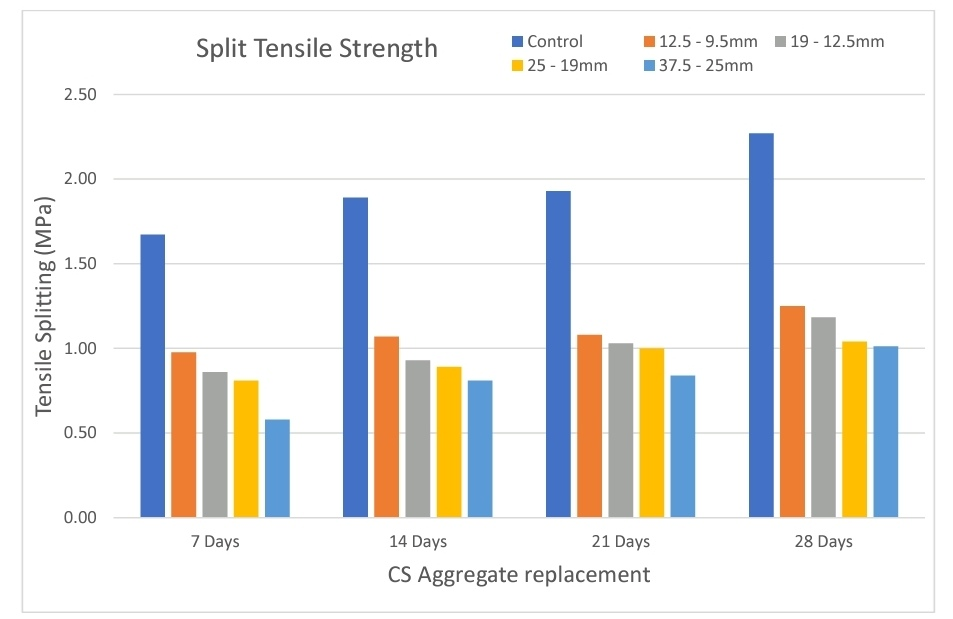 Split Tensile Strength
Control 12.5 - 9.5mm 19 - 12.5mm
25 - 19mm 37.5 - 25mm
2.50
2.00
1.50
1.00
0.50
0.00
Tensile Splitting (MPa)
7 Days 14 Days 21 Days 28 Days
CS Aggregate replacement